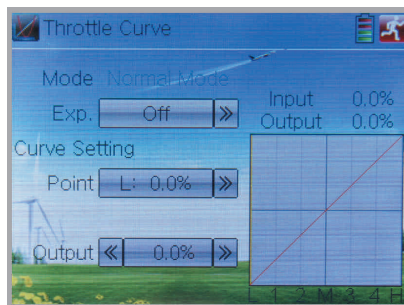 Throttle Curve
Mode Normal Mode
Exp. Off
Input 0,0%
Output 0.0%
Curve Setting
Point L: 0.0%
Output 0.0%
L 1 2 M 3 4 H